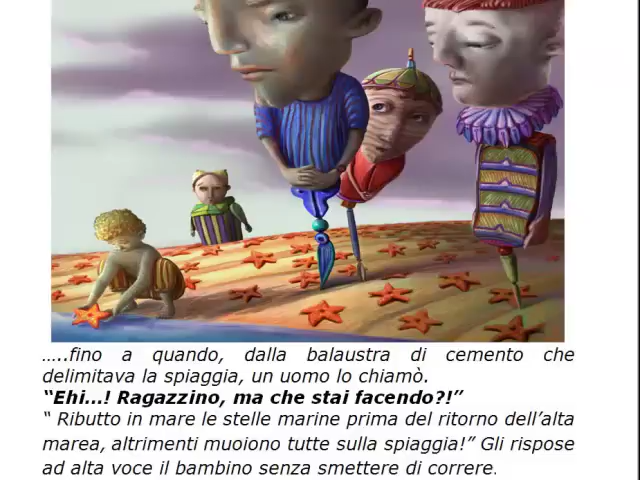 …..fino a quando, dalla balaustra di cemento che
delimitava la spiaggia, un uomo lo chiamò.
“Ehi…! Ragazzino, ma che stai facendo?!”
“ Ributto in mare le stelle marine prima del ritorno dell’alta
marea, altrimenti muoiono tutte sulla spiaggia!” Gli rispose
ad alta voce il bambino senza smettere di correre.